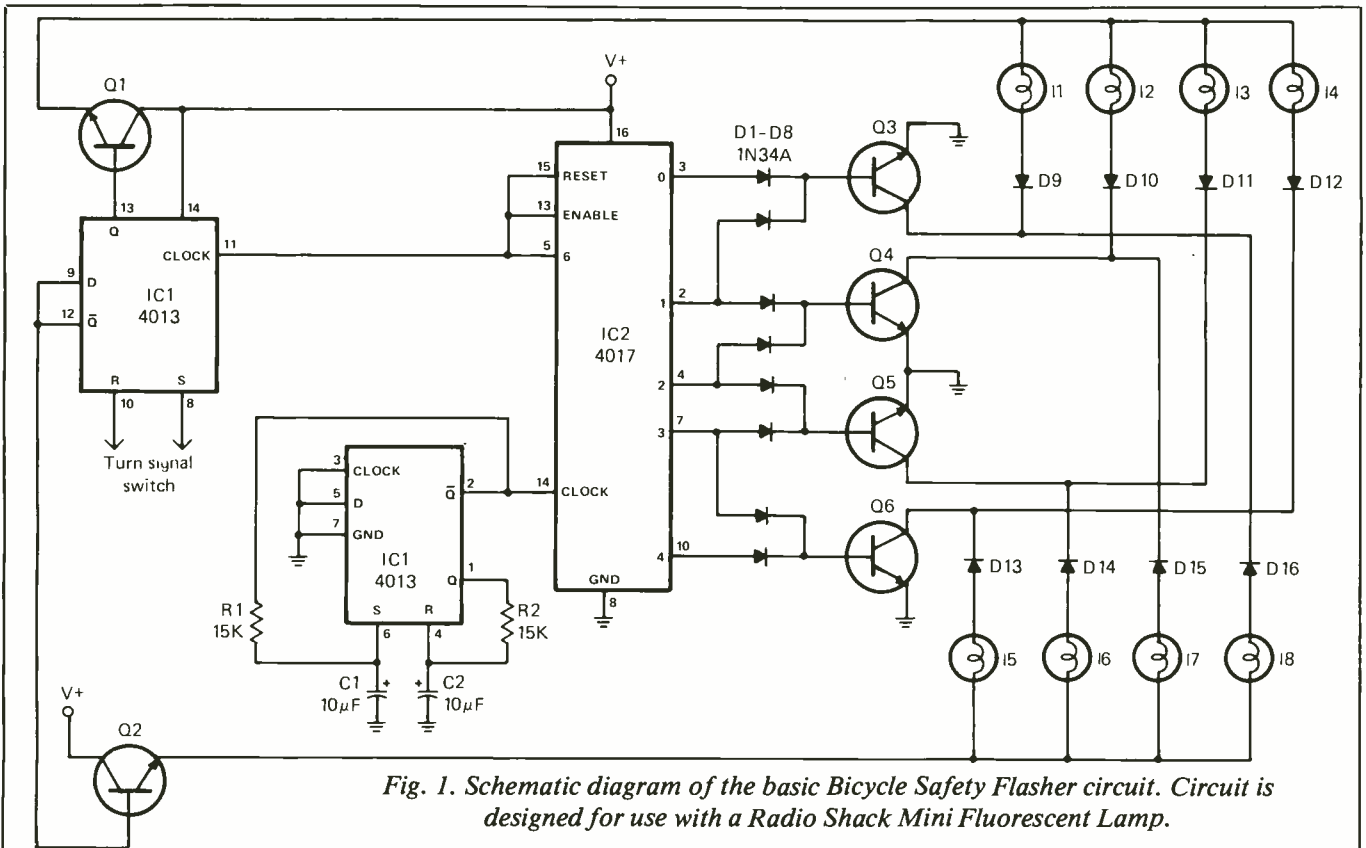 V+
Q1
I1
I2
I3
I4
16
D1-D8
1N34A
Q3
15
RESET
0
3
D9
D10
D11
D12
13
14
13
ENABLE
Q
CLOCK
11
5
6
Q4
9
D
IC1
4013
12
Q̄
1
2
IC2
4017
R
S
10
8
2
4
Q5
Turn signal
switch
3
7
3
CLOCK
5
D
7
GND
Q̄
2
14
CLOCK
Q6
IC1
4013
Q
1
4
10
GND
8
D13
D14
D15
D16
R1
15K
S
R
6
4
R2
15K
I5
I6
I7
I8
C1
10µF
+
+
C2
10µF
V+
Q2
Fig. 1. Schematic diagram of the basic Bicycle Safety Flasher circuit. Circuit is
designed for use with a Radio Shack Mini Fluorescent Lamp.